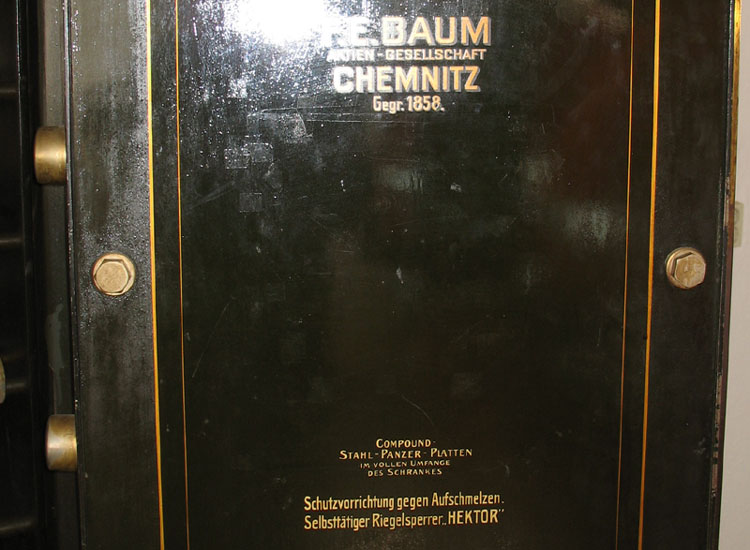 F.E. BAUM
AKTIEN-GESELLSCHAFT
CHEMNITZ
Gegr. 1858.
COMPOUND-
STAHL-PANZER-PLATTEN
IM VOLLEN UMFANGE
DES SCHRANKES
Schutzvorrichtung gegen Aufschmelzen.
Selbsttätiger Riegelsperrer „HEKTOR"